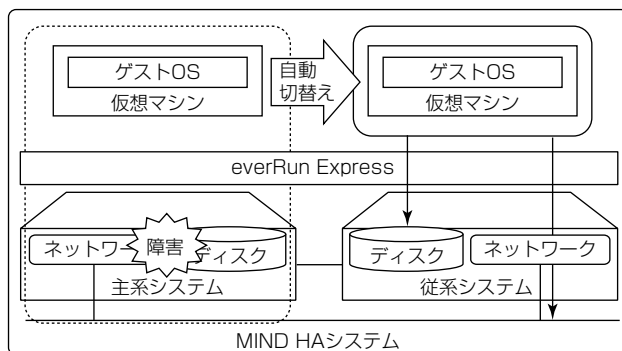 ゲストOS
仮想マシン
自動
切替え
ゲストOS
仮想マシン
everRun Express
ネットワー
障害
ディスク
主系システム
ディスク
ネットワーク
従系システム
MIND HAシステム